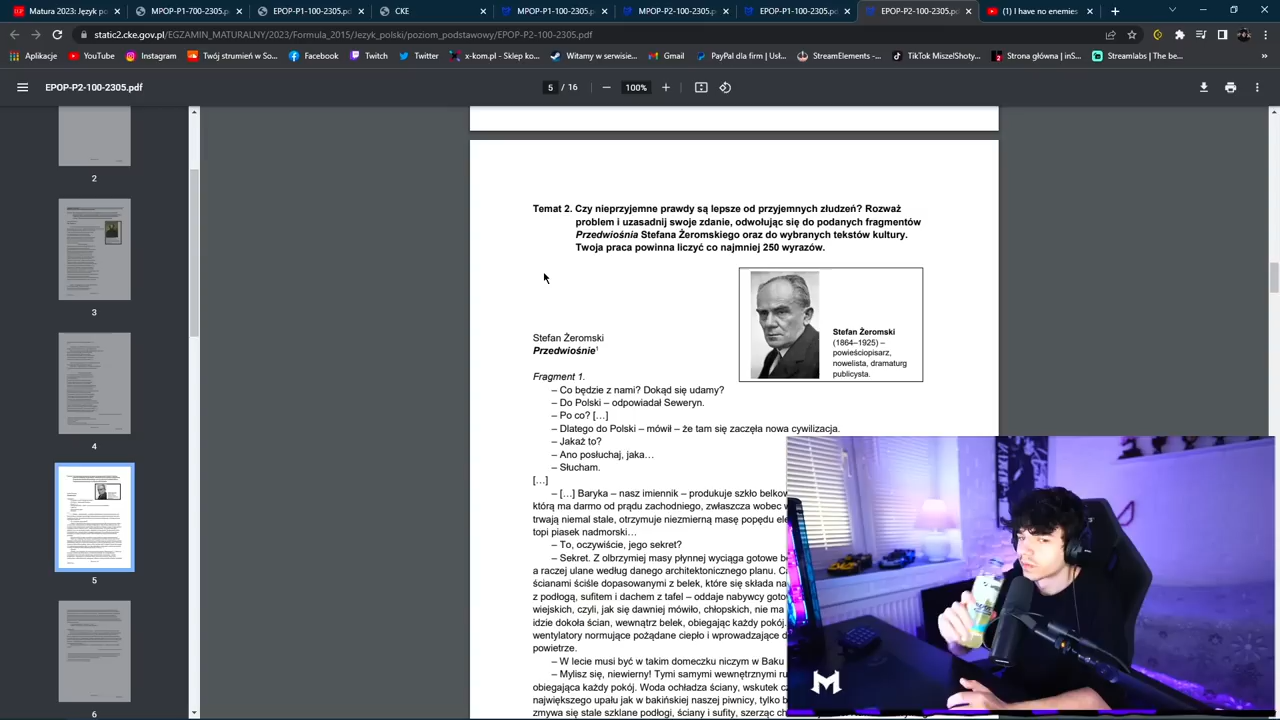 Matura 2023: Język po
MPOP-P1-700-2305.pd
EPOP-P1-100-2305.pd
CKE
MPOP-P1-100-2305.p
MPOP-P2-100-2305.p
EPOP-P1-100-2305.pd
EPOP-P2-100-2305.pd
(1) I have no enemies
static2.cke.gov.pl/EGZAMIN_MATURALNY/2023/Formula_2015/Jezyk_polski/poziom_podstawowy/EPOP-P2-100-2305.pdf
Aplikacje
YouTube
Instagram
Twój strumień w So...
Facebook
Twitch
Twitter
x-kom.pl - Sklep ko...
Witamy w serwisie...
Gmail
PayPal dla firm | Usł...
StreamElements -...
TikTok MiszelShoty...
Strona główna | inS...
Streamlabs | The be...
EPOP-P2-100-2305.pdf
5 / 16
100%
2
3
4
5
6
Temat 2. Czy nieprzyjemne prawdy są lepsze od przyjemnych złudzeń? Rozważ
problem i uzasadnij swoje zdanie, odwołując się do podanych fragmentów
Przedwiośnia Stefana Żeromskiego oraz do wybranych tekstów kultury.
Twoja praca powinna liczyć co najmniej 250 wyrazów.
Stefan Żeromski
(1864–1925) –
powieściopisarz,
nowelista, dramaturg
publicysta.
Stefan Żeromski
Przedwiośnie¹
Fragment 1.
– Co będzie z nami? Dokąd się udamy?
– Do Polski – odpowiadał Seweryn.
– Po co? […]
– Dlatego do Polski – mówił – że tam się zaczęła nowa cywilizacja.
– Jakaż to?
– Ano posłuchaj, jaka…
– Słucham.
[…]
– […] Baryka – nasz imiennik – produkuje szkło belkow
którą ma darmo od prądu zachodniego, zwłaszcza wobec
trwają niemal stale, otrzymuje niezmierną masę popędu
topi piasek nadmorski…
– To, oczywiście, jego sekret?
– Sekret. Z olbrzymiej masy płynnej wyciąga gotowe
a raczej ulane według danego architektonicznego planu.
ścianami ściśle dopasowanymi z belek, które się składa
z podłogą, sufitem i dachem z tafel – oddaje nabywcy
wiejskich, czyli, jak się dawniej mówiło, chłopskich, nie ma
idzie dokoła ścian, wewnątrz belek, obiegając każdy pokój
wentylatory normujące pożądane ciepło i wprowadzające
powietrze.
– W lecie musi być w takim domeczku niczym w Baku
– Mylisz się, niewierny! Tymi samymi wewnętrznymi
obiegająca każdy pokój. Woda ochładza ściany, wskutek
największego upału jak w bakińskiej naszej piwnicy, tylko
zmywa się stale szklane podłogi, ściany i sufity, szerząc